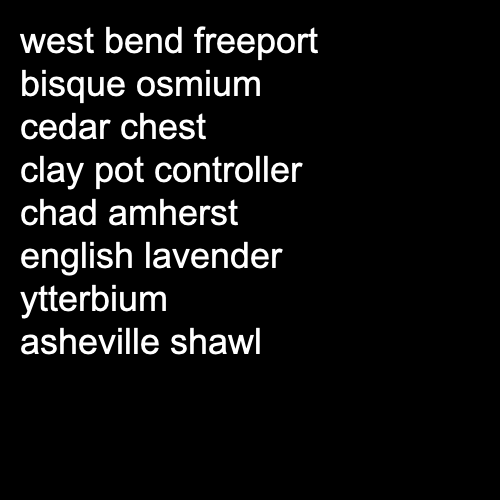 west bend freeport
bisque osmium
cedar chest
clay pot controller
chad amherst
english lavender
ytterbium
asheville shawl